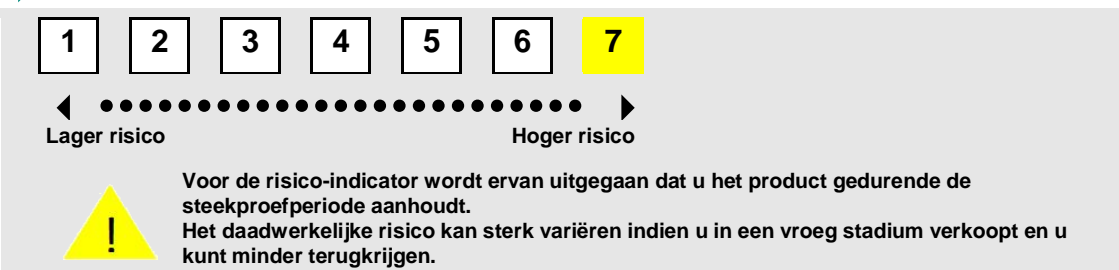 1 2 3 4 5 6 7
Lager risico Hoger risico
!
Voor de risico-indicator wordt ervan uitgegaan dat u het product gedurende de
steekproefperiode aanhoudt.
Het daadwerkelijke risico kan sterk variëren indien u in een vroeg stadium verkoopt en u
kunt minder terugkrijgen.